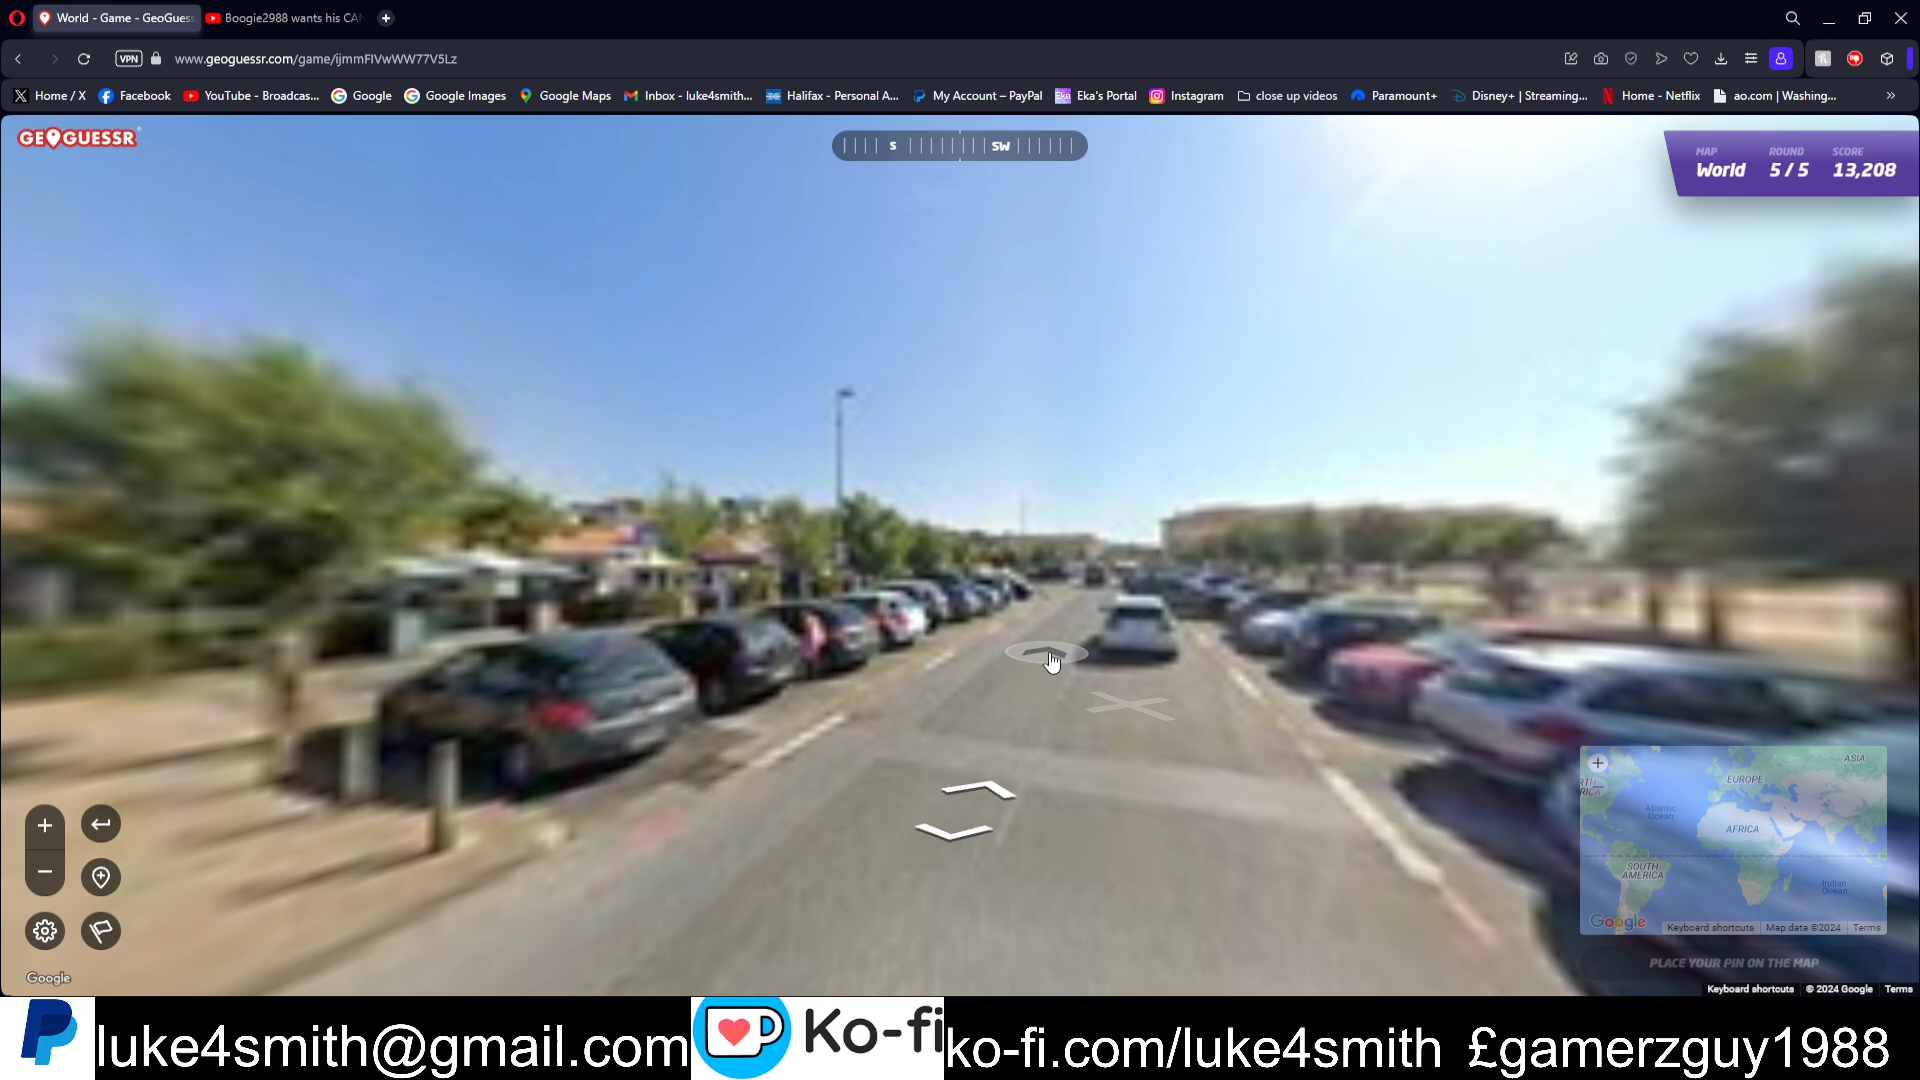 World - Game - GeoGuess
Boogie2988 wants his CA
VPN
www.geoguessr.com/game/ijmmFIVwWW77V5Lz
Home / X
Facebook
YouTube - Broadcas...
Google
Google Images
Google Maps
Inbox - luke4smith...
Halifax - Personal A...
My Account – PayPal
Eka's Portal
Instagram
close up videos
Paramount+
Disney+ | Streaming...
Home - Netflix
ao.com | Washing...
GEOGUESSR
S SW
MAP ROUND SCORE
World 5 / 5 13,208
ASIA
EUROPE
Atlantic
Ocean
AFRICA
SOUTH
AMERICA
Indian
Ocean
Google
Keyboard shortcuts Map data ©2024 Terms
PLACE YOUR PIN ON THE MAP
Google
Keyboard shortcuts © 2024 Google Terms
luke4smith@gmail.com
Ko-fi
ko-fi.com/luke4smith £gamerzguy1988